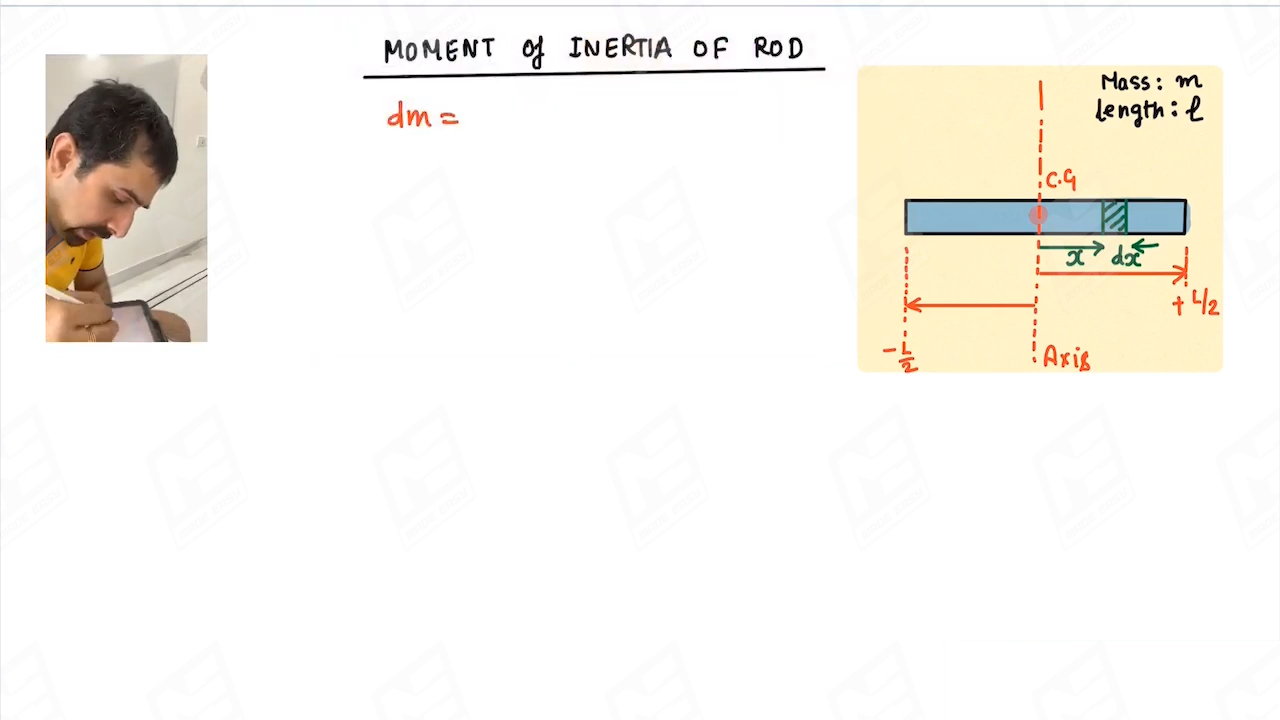 MOMENT of INERTIA OF ROD
dm =
Mass: m
Length: l
C.G
x dx
+ L/2
- L/2
Axis